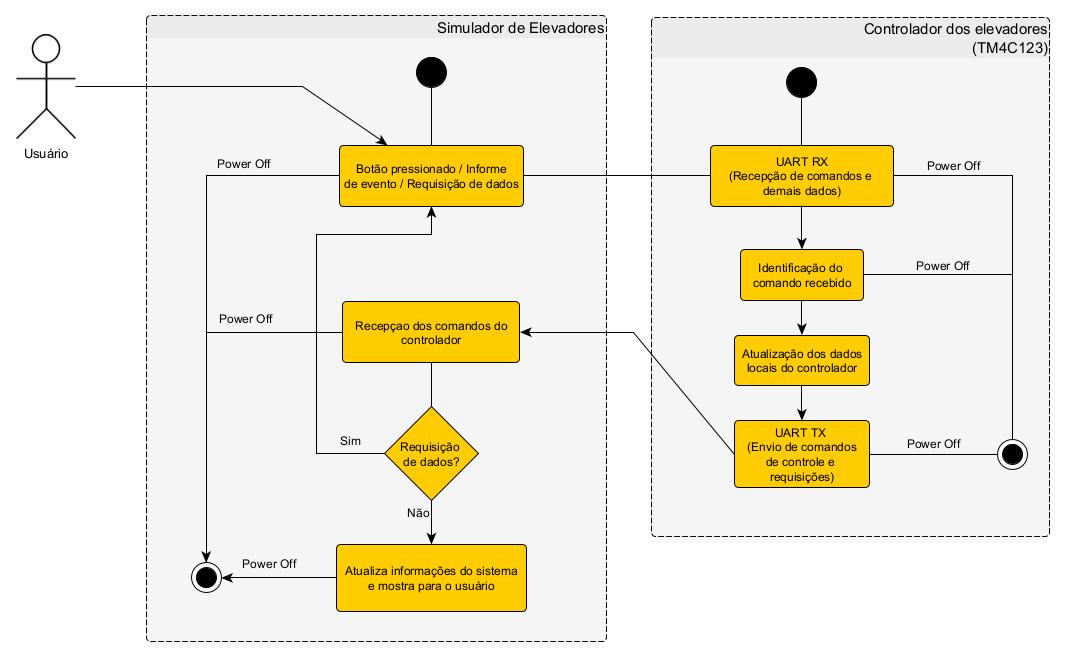 Simulador de Elevadores
Usuário
Power Off
Botão pressionado / Informe
de evento / Requisição de dados
Power Off
Recepçao dos comandos do
controlador
Sim
Requisição
de dados?
Não
Power Off
Atualiza informações do sistema
e mostra para o usuário
Controlador dos elevadores
(TM4C123)
UART RX
(Recepção de comandos e
demais dados)
Power Off
Identificação do
comando recebido
Power Off
Atualização dos dados
locais do controlador
UART TX
(Envio de comandos
de controle e
requisições)
Power Off